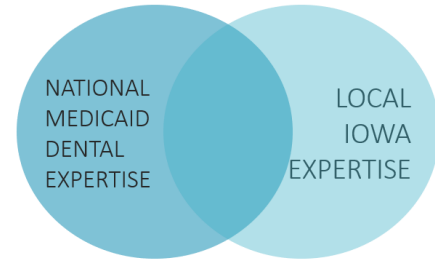 NATIONAL
MEDICAID
DENTAL
EXPERTISE
LOCAL
IOWA
EXPERTISE